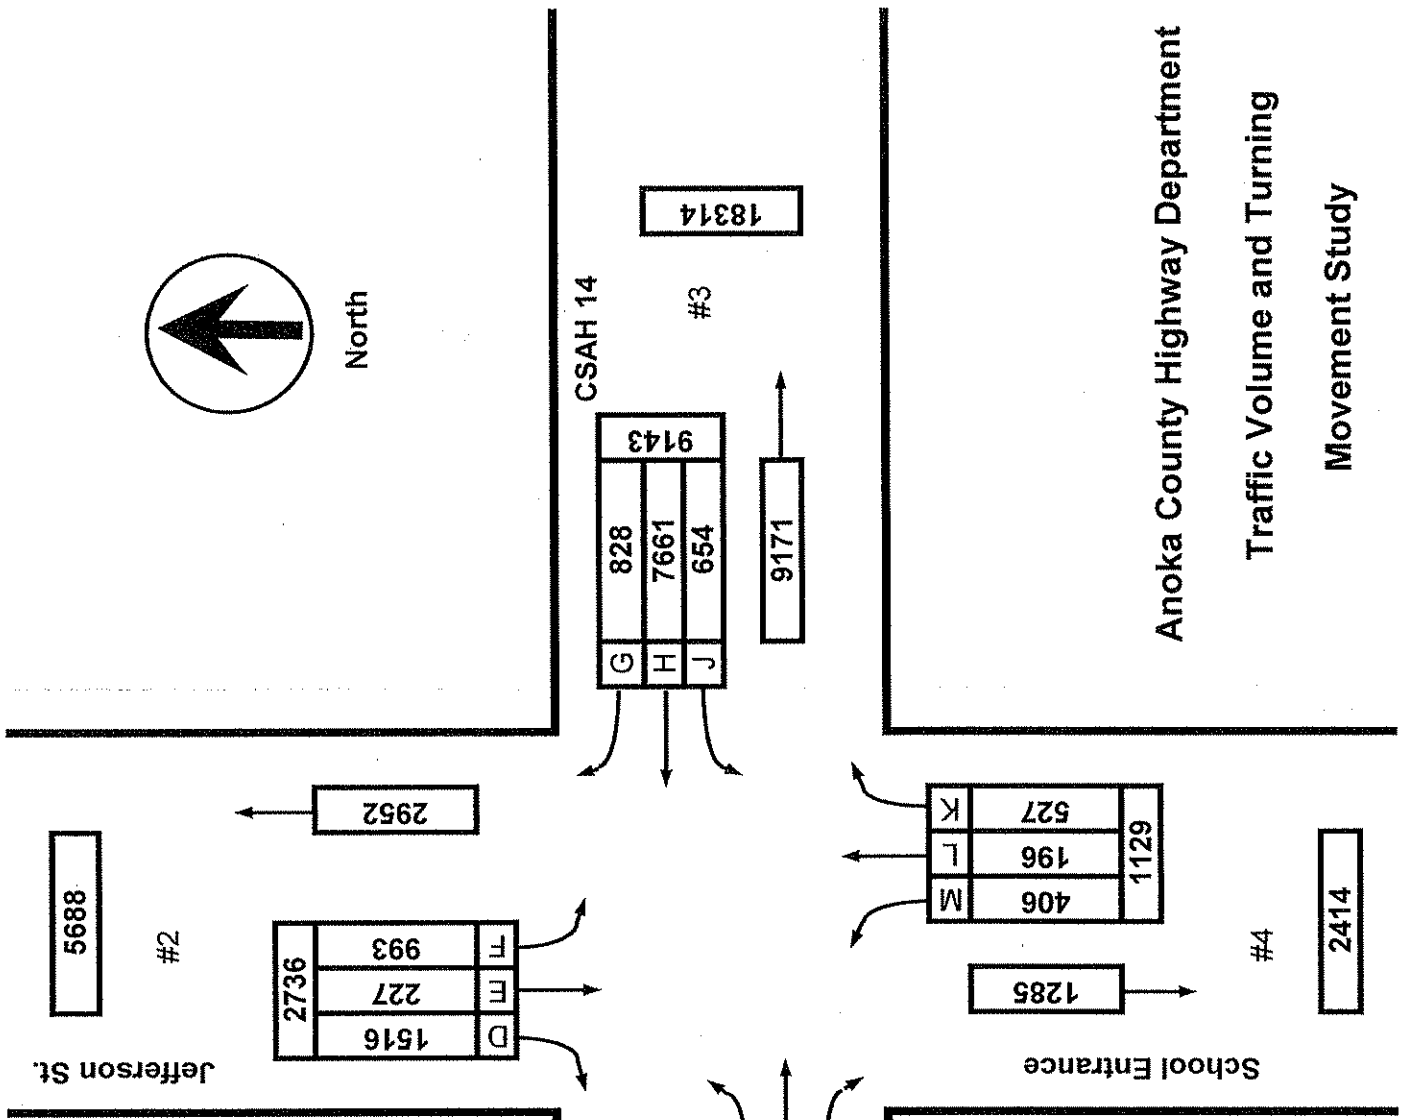 North
CSAH 14
18314
#3
9143
G 828
H 7661
J 654
9171
5688
#2
2952
2736
993 F
227 E
1516 D
Jefferson St.
K 527
L 196
M 406
1129
1285
#4
2414
School Entrance
Anoka County Highway Department
Traffic Volume and Turning
Movement Study